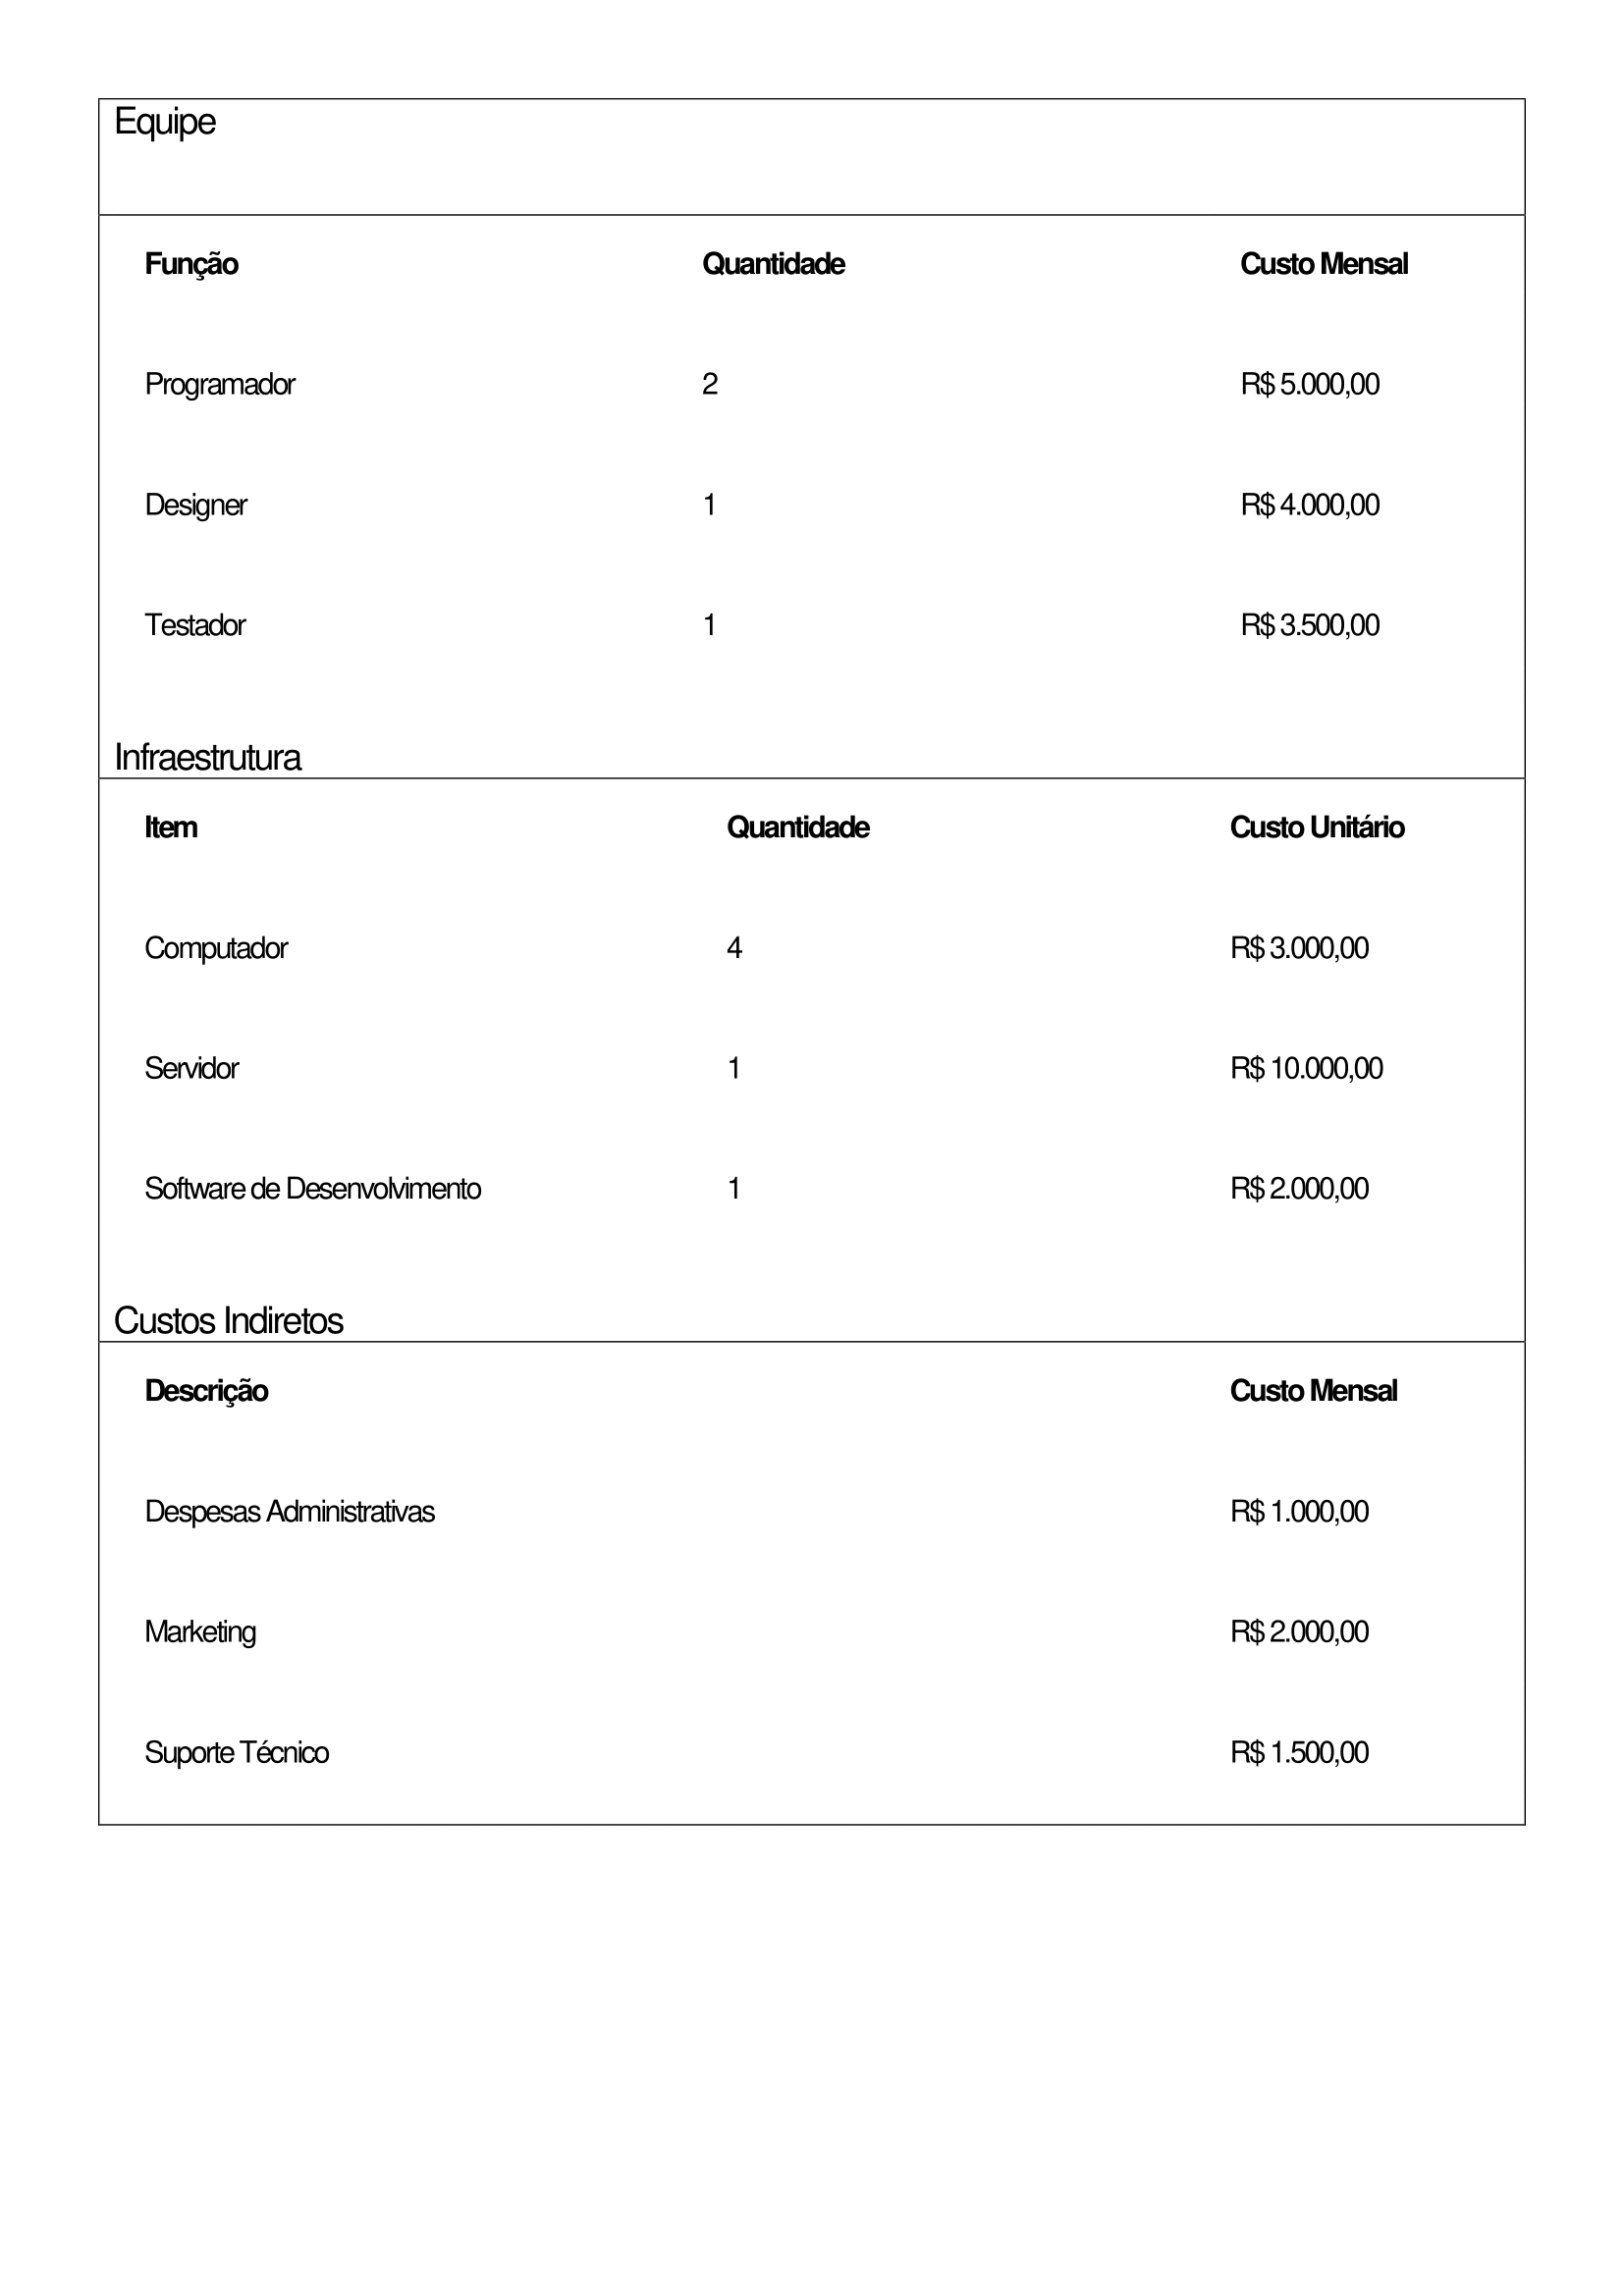 Equipe
Função Quantidade Custo Mensal
Programador 2 R$ 5.000,00
Designer 1 R$ 4.000,00
Testador 1 R$ 3.500,00
Infraestrutura
Item Quantidade Custo Unitário
Computador 4 R$ 3.000,00
Servidor 1 R$ 10.000,00
Software de Desenvolvimento 1 R$ 2.000,00
Custos Indiretos
Descrição Custo Mensal
Despesas Administrativas R$ 1.000,00
Marketing R$ 2.000,00
Suporte Técnico R$ 1.500,00